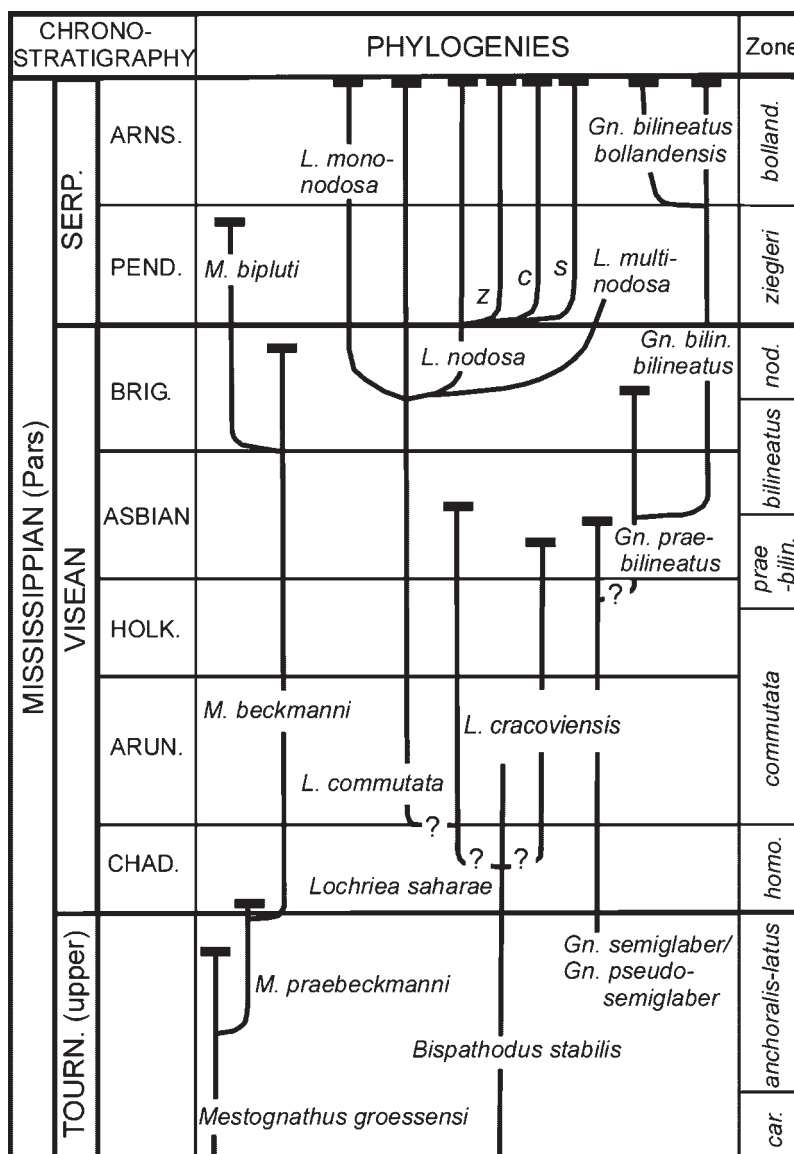 CHRONO-
STRATIGRAPHY
PHYLOGENIES
Zone
MISSISSIPPIAN (Pars)
SERP.
VISEAN
TOURN. (upper)
ARNS.
PEND.
BRIG.
ASBIAN
HOLK.
ARUN.
CHAD.
L. mono-
nodosa
Gn. bilineatus
bollandensis
M. bipluti
z
c
s
L. multi-
nodosa
L. nodosa
Gn. bilin.
bilineatus
Gn. prae-
bilineatus
?
M. beckmanni
L. cracoviensis
L. commutata
?
?
?
Lochriea saharae
Gn. semiglaber/
Gn. pseudo-
semiglaber
M. praebeckmanni
Bispathodus stabilis
Mestognathus groessensi
bolland.
ziegleri
nod.
bilineatus
prae
-bilin.
commutata
homo.
anchoralis-latus
car.